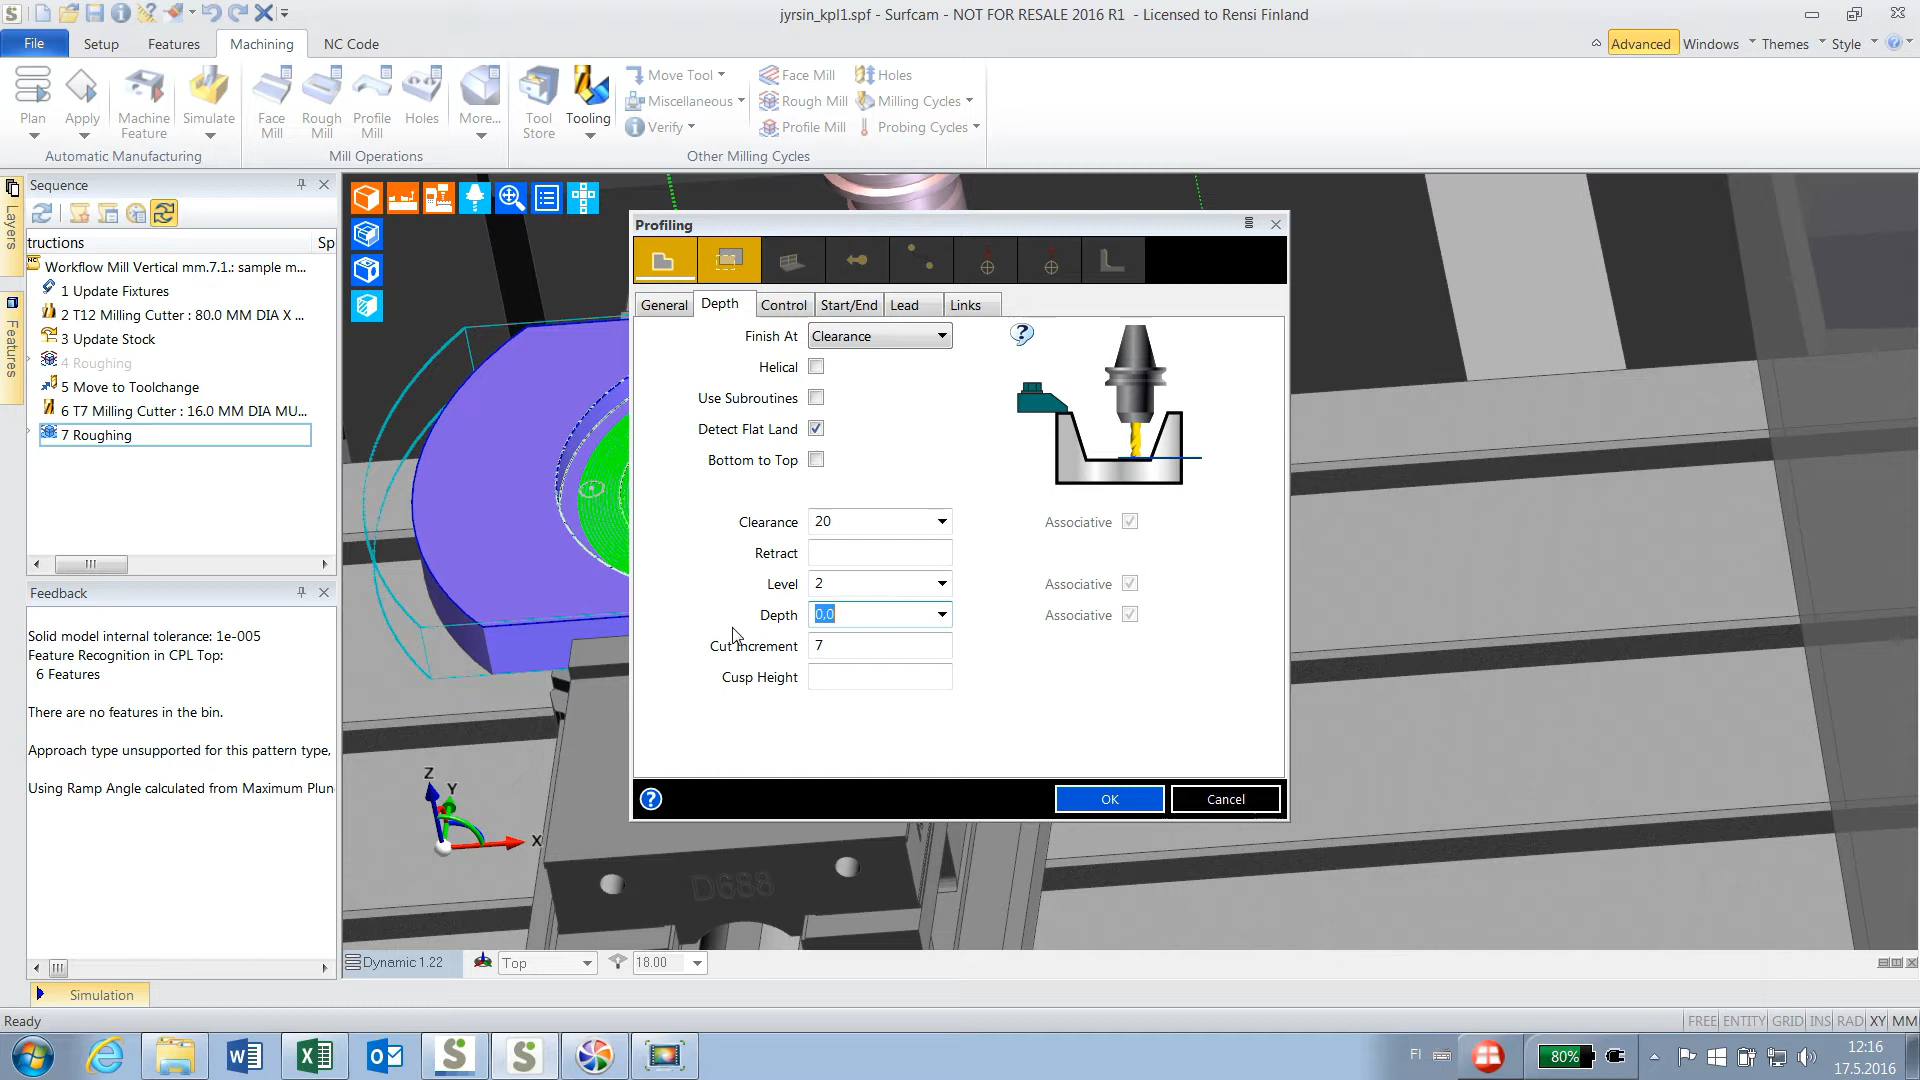 jyrsin_kpl1.spf - Surfcam - NOT FOR RESALE 2016 R1 - Licensed to Rensi Finland
File Setup Features Machining NC Code Advanced Windows Themes Style
Plan Apply Machine Feature Simulate
Automatic Manufacturing
Face Mill Rough Mill Profile Mill Holes More...
Mill Operations
Tool Store Tooling
Move Tool Face Mill Holes
Miscellaneous Rough Mill Milling Cycles
Verify Profile Mill Probing Cycles
Other Milling Cycles
Layers
Features
Sequence
tructions Sp
Workflow Mill Vertical mm.7.1.: sample m...
1 Update Fixtures
2 T12 Milling Cutter : 80.0 MM DIA X ...
3 Update Stock
4 Roughing
5 Move to Toolchange
6 T7 Milling Cutter : 16.0 MM DIA MU...
7 Roughing
Feedback
Solid model internal tolerance: 1e-005
Feature Recognition in CPL Top:
6 Features
There are no features in the bin.
Approach type unsupported for this pattern type,
Using Ramp Angle calculated from Maximum Plun
Profiling
General Depth Control Start/End Lead Links
Finish At Clearance
Helical
Use Subroutines
Detect Flat Land
Bottom to Top
Clearance 20 Associative
Retract
Level 2 Associative
Depth 0,0 Associative
Cut Increment 7
Cusp Height
OK Cancel
Z
Y
X
D688
Dynamic 1.22 Top 18.00
Simulation
Ready
FREE ENTITY GRID INS RAD XY MM
FI 80% 12:16
17.5.2016